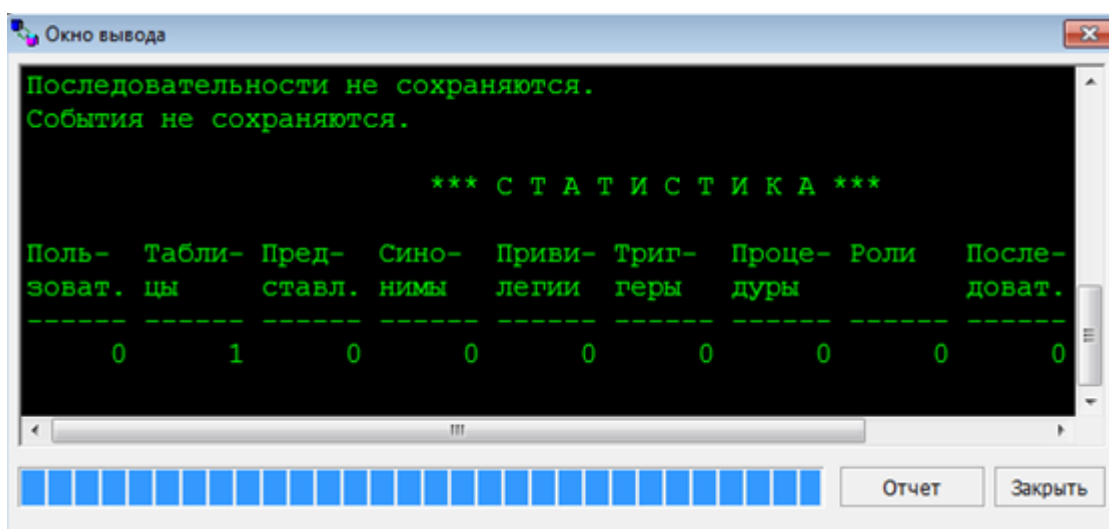 Окно вывода
Последовательности не сохраняются.
События не сохраняются.
*** С Т А Т И С Т И К А ***
Поль- Табли- Пред- Сино- Приви- Триг- Проце- Роли После-
зоват. цы ставл. нимы легии геры дуры доват.
------ ------ ------ ------ ------ ------ ------ ------ ------
0 1 0 0 0 0 0 0 0
Отчет Закрыть